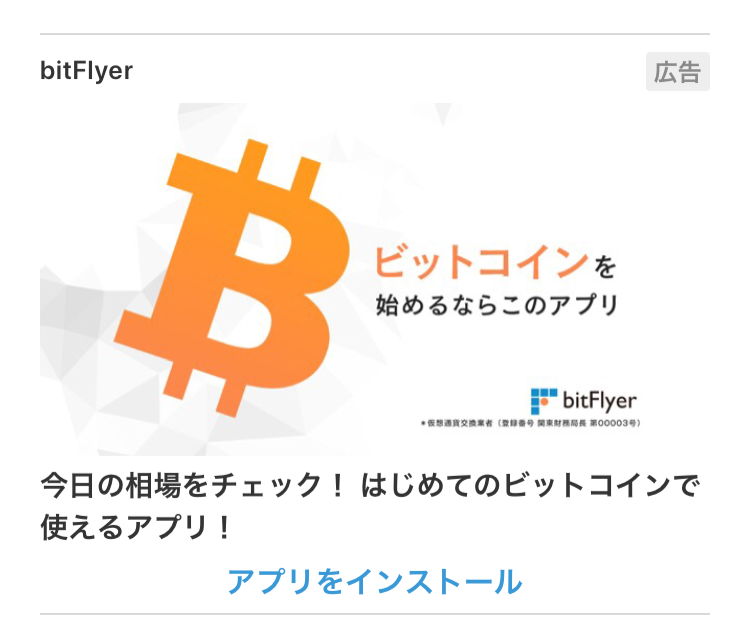 bitFlyer
広告
ビットコインを
始めるならこのアプリ
bitFlyer
*仮想通貨交換業者（登録番号 関東財務局長 第00003号）
今日の相場をチェック！ はじめてのビットコインで
使えるアプリ！
アプリをインストール